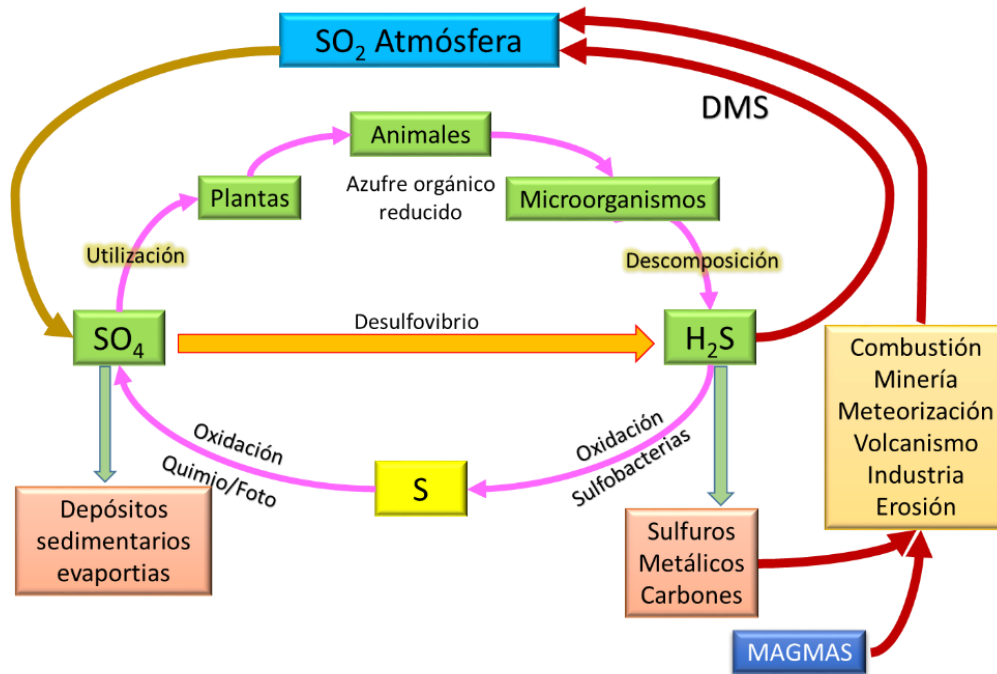 SO₂ Atmósfera
DMS
Animales
Azufre orgánico
reducido
Plantas
Microorganismos
Utilización
Descomposición
Desulfovibrio
SO₄
H₂S
Combustión
Minería
Meteorización
Volcanismo
Industria
Erosión
Oxidación
Quimio/Foto
S
Oxidación
Sulfobacterias
Depósitos
sedimentarios
evaportias
Sulfuros
Metálicos
Carbones
MAGMAS